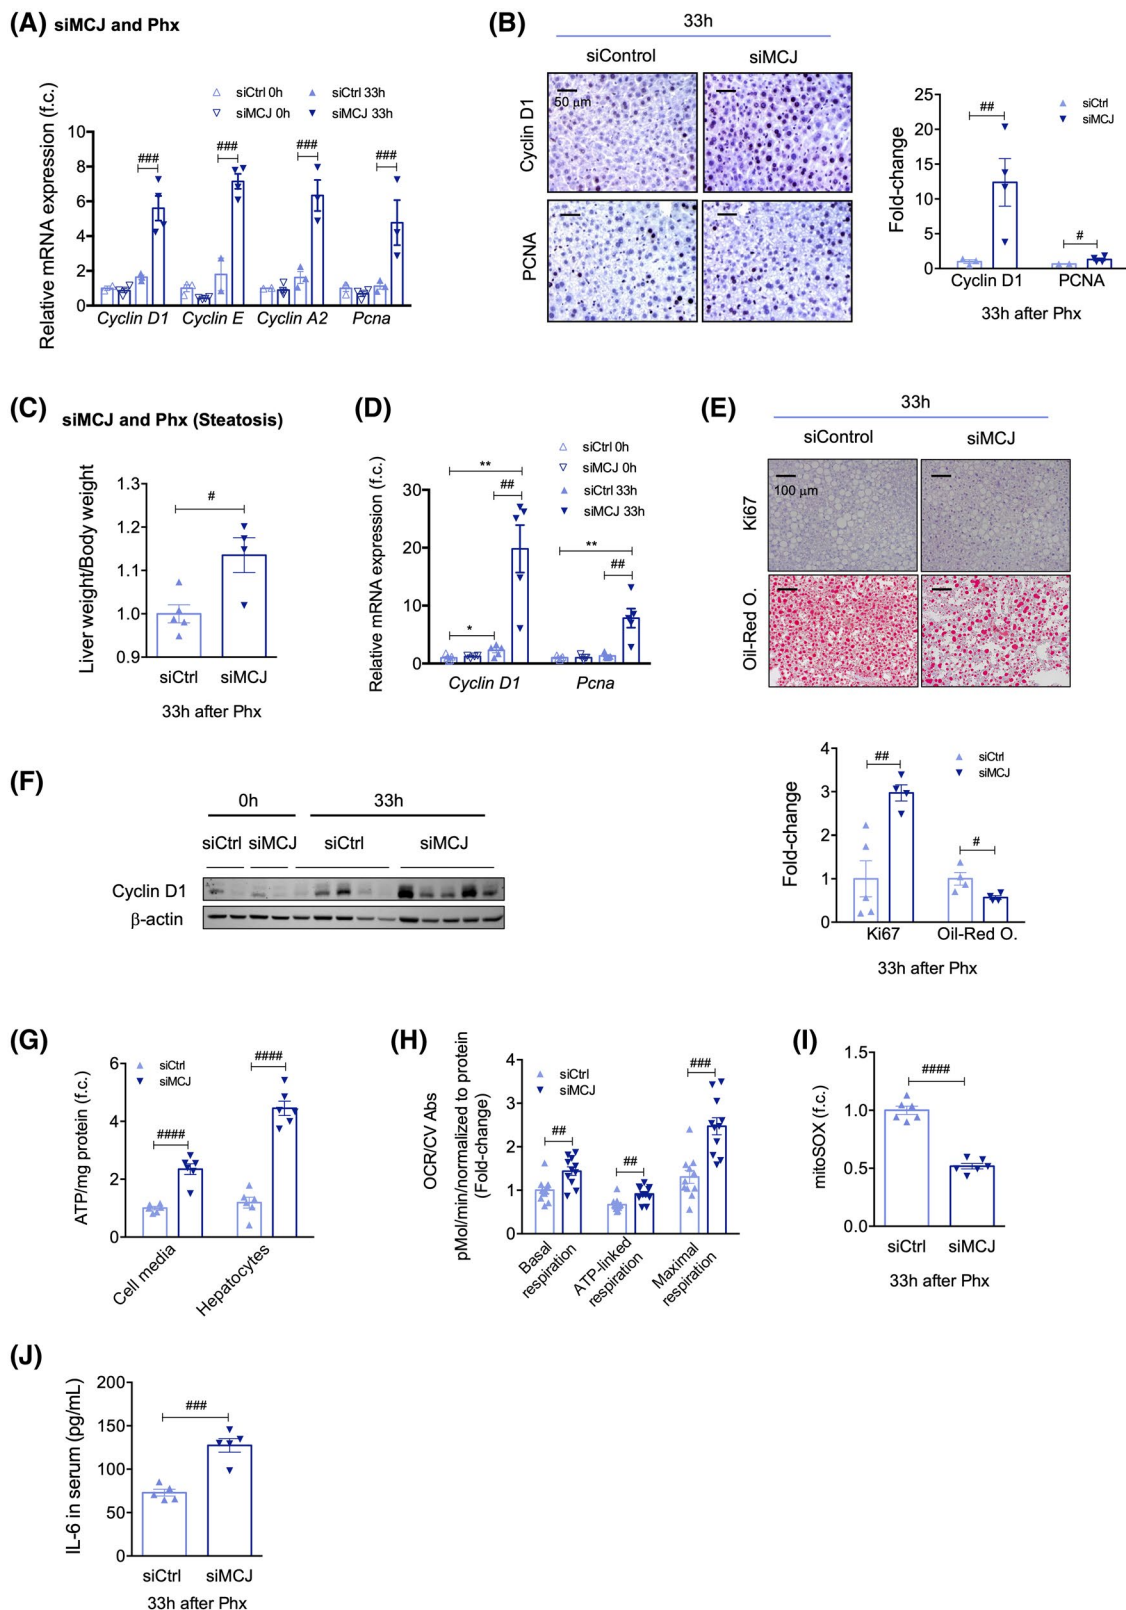 (A) siMCJ and Phx
Relative mRNA expression (f.c.)
siCtrl 0h siCtrl 33h
siMCJ 0h siMCJ 33h
10
8
6
4
2
0
### ### ### ###
Cyclin D1 Cyclin E Cyclin A2 Pcna
(B)
33h
siControl siMCJ
Cyclin D1
50 µm
PCNA
Fold-change
25
20
15
10
5
0
siCtrl
siMCJ
##
#
Cyclin D1 PCNA
33h after Phx
(C) siMCJ and Phx (Steatosis)
Liver weight/Body weight
1.3
1.2
1.1
1.0
0.9
#
siCtrl siMCJ
33h after Phx
(D)
Relative mRNA expression (f.c.)
siCtrl 0h
siMCJ 0h
siCtrl 33h
siMCJ 33h
30
20
10
0
**
##
*
**
##
Cyclin D1 Pcna
(E)
33h
siControl siMCJ
Ki67
100 µm
Oil-Red O.
Fold-change
4
3
2
1
0
siCtrl
siMCJ
##
#
Ki67 Oil-Red O.
33h after Phx
(F)
0h 33h
siCtrl siMCJ siCtrl siMCJ
Cyclin D1
β-actin
(G)
ATP/mg protein (f.c.)
siCtrl
siMCJ
6
4
2
0
####
####
Cell media
Hepatocytes
(H)
OCR/CV Abs
pMol/min/normalized to protein
(Fold-change)
siCtrl
siMCJ
4
3
2
1
0
##
##
###
Basal
respiration
ATP-linked
respiration
Maximal
respiration
(I)
mitoSOX (f.c.)
1.5
1.0
0.5
0.0
####
siCtrl siMCJ
33h after Phx
(J)
IL-6 in serum (pg/mL)
200
150
100
50
0
###
siCtrl siMCJ
33h after Phx